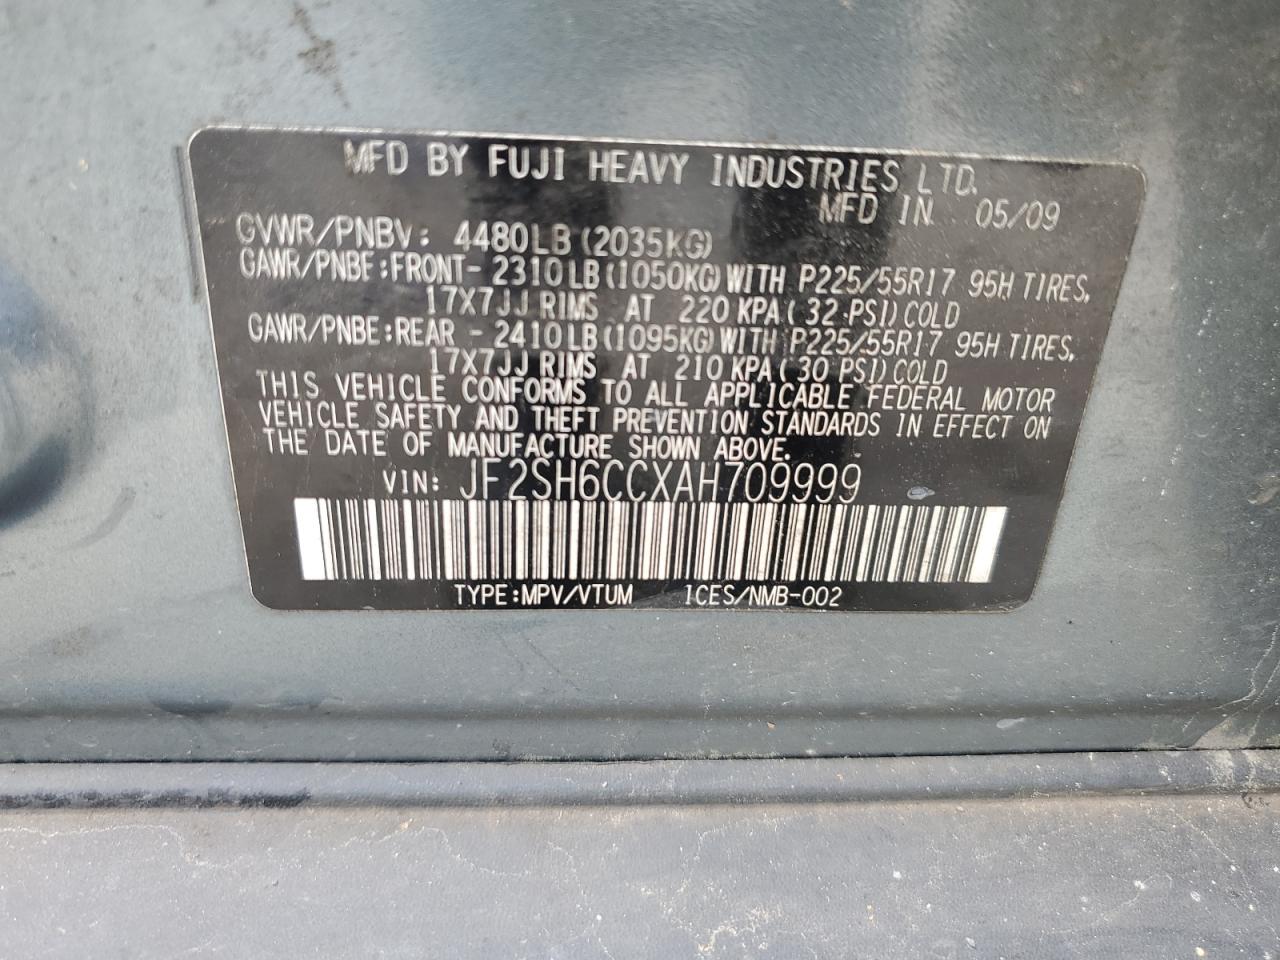 MFD BY FUJI HEAVY INDUSTRIES LTD.
MFD IN 05/09
GVWR/PNBV: 4480LB (2035KG)
GAWR/PNBE:FRONT- 2310LB(1050KG)WITH P225/55R17 95H TIRES,
17X7JJ RIMS AT 220 KPA( 32 PSI)COLD
GAWR/PNBE:REAR - 2410LB(1095KG)WITH P225/55R17 95H TIRES,
17X7JJ RIMS AT 210 KPA( 30 PSI)COLD
THIS VEHICLE CONFORMS TO ALL APPLICABLE FEDERAL MOTOR
VEHICLE SAFETY AND THEFT PREVENTION STANDARDS IN EFFECT ON
THE DATE OF MANUFACTURE SHOWN ABOVE.
VIN: JF2SH6CCXAH709999
TYPE:MPV/VTUM ICES/NMB-002